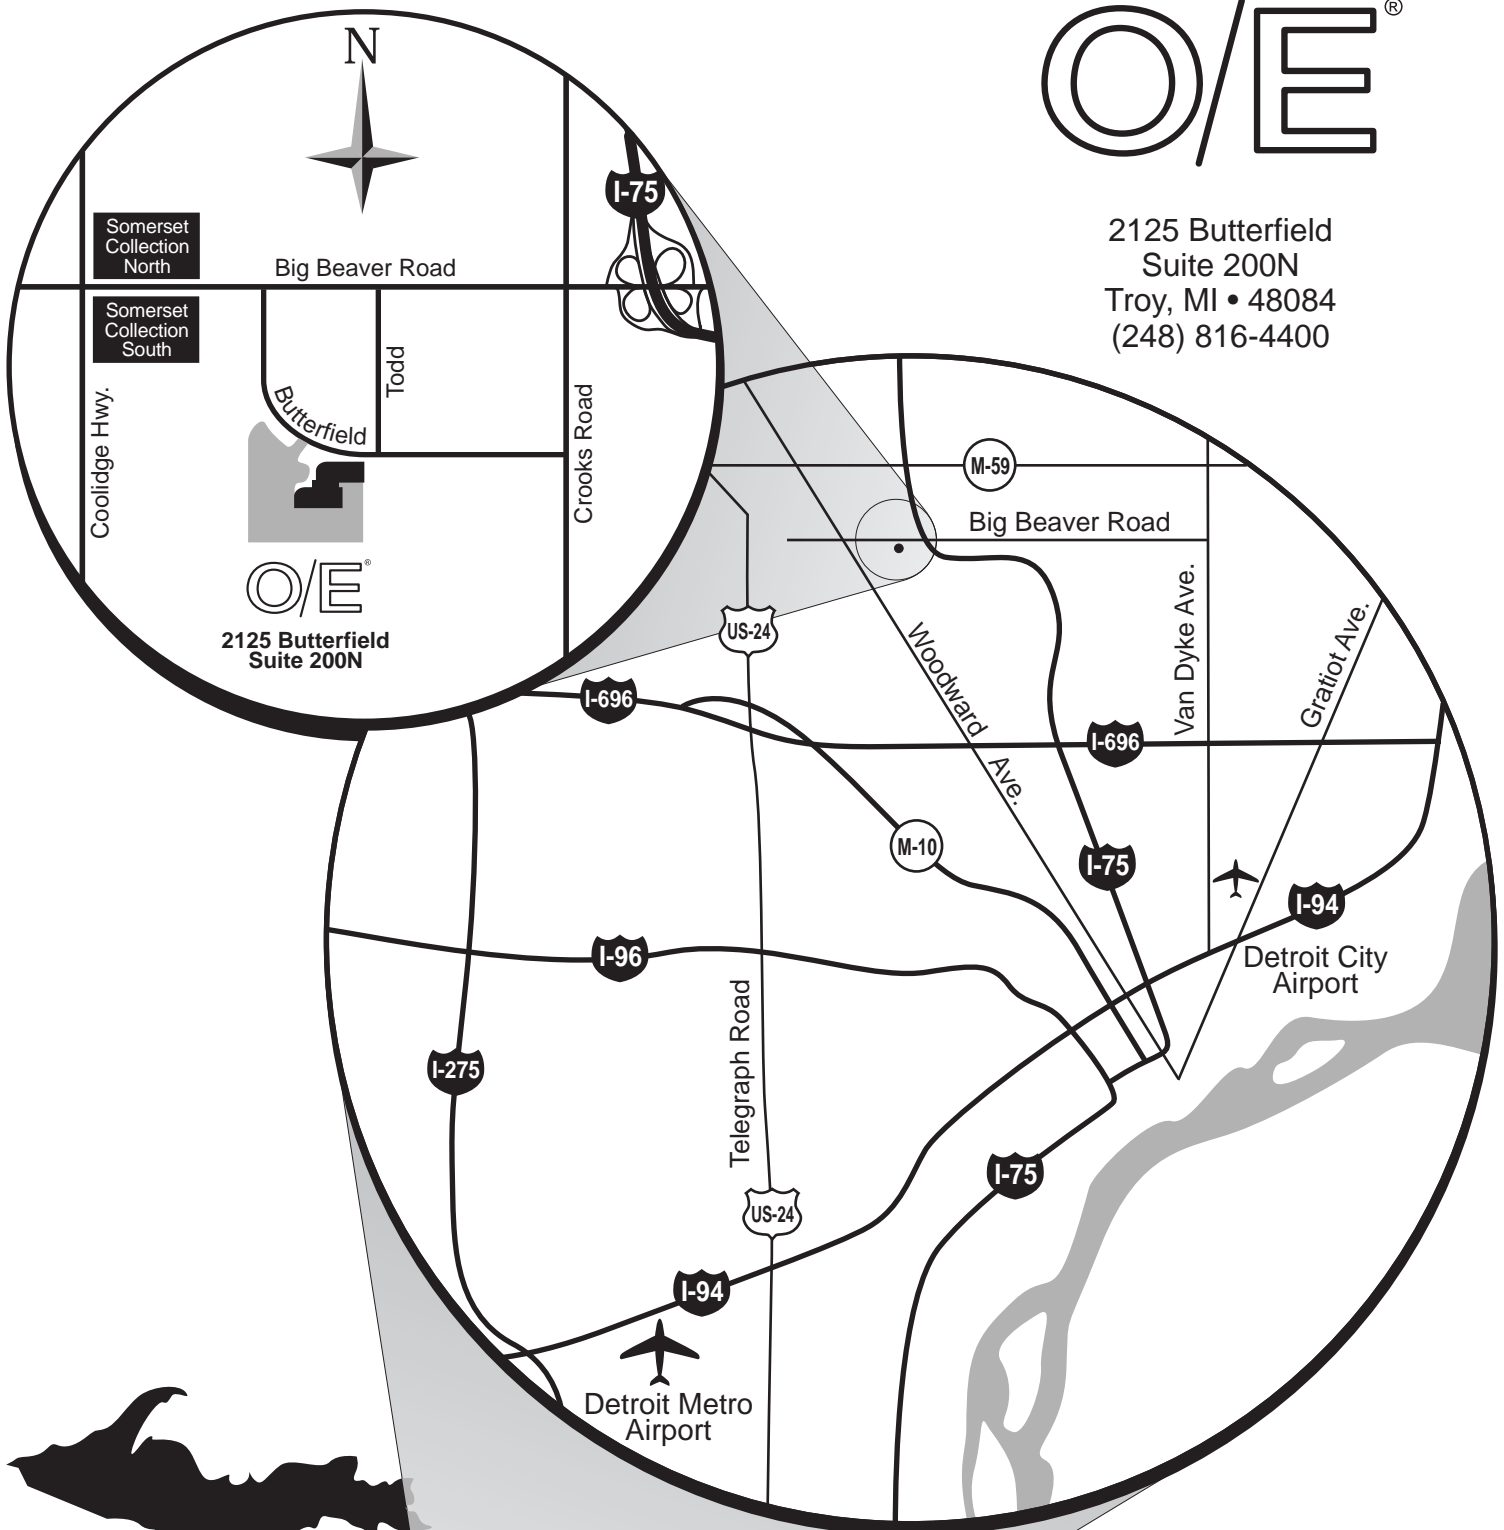 O/E®
2125 Butterfield
Suite 200N
Troy, MI • 48084
(248) 816-4400
N
I-75
Somerset
Collection
North
Big Beaver Road
Somerset
Collection
South
Coolidge Hwy.
Butterfield
Todd
Crooks Road
O/E®
2125 Butterfield
Suite 200N
M-59
Big Beaver Road
US-24
Woodward
Ave.
Van Dyke Ave.
Gratiot Ave.
I-696
I-696
M-10
I-75
I-94
Detroit City
Airport
I-96
Telegraph Road
I-275
I-75
US-24
I-94
Detroit Metro
Airport